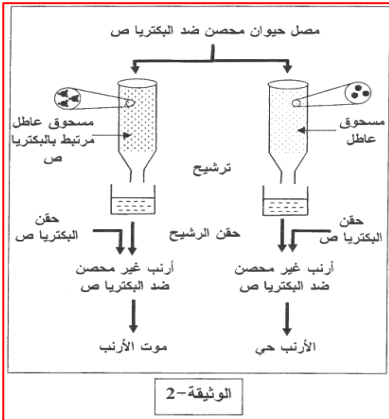 مصل حيوان محصن ضد البكتريا ص
مسحوق
عاطل
مسحوق عاطل
مرتبط بالبكتريا
ص
ترشيح
حقن
البكتريا ص
حقن الرشيح
حقن
البكتريا ص
أرنب غير محصن
ضد البكتريا ص
أرنب غير محصن
ضد البكتريا ص
الأرنب حي
موت الأرنب
الوثيقة-2